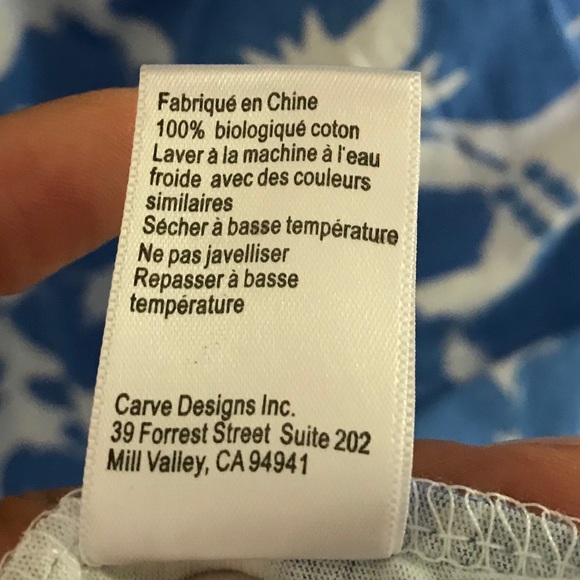 Fabriqué en Chine
100% biologiqué coton
Laver à la machine à l'eau
froide avec des couleurs
similaires
Sécher à basse température
Ne pas javelliser
Repasser à basse
température
Carve Designs Inc.
39 Forrest Street Suite 202
Mill Valley, CA 94941